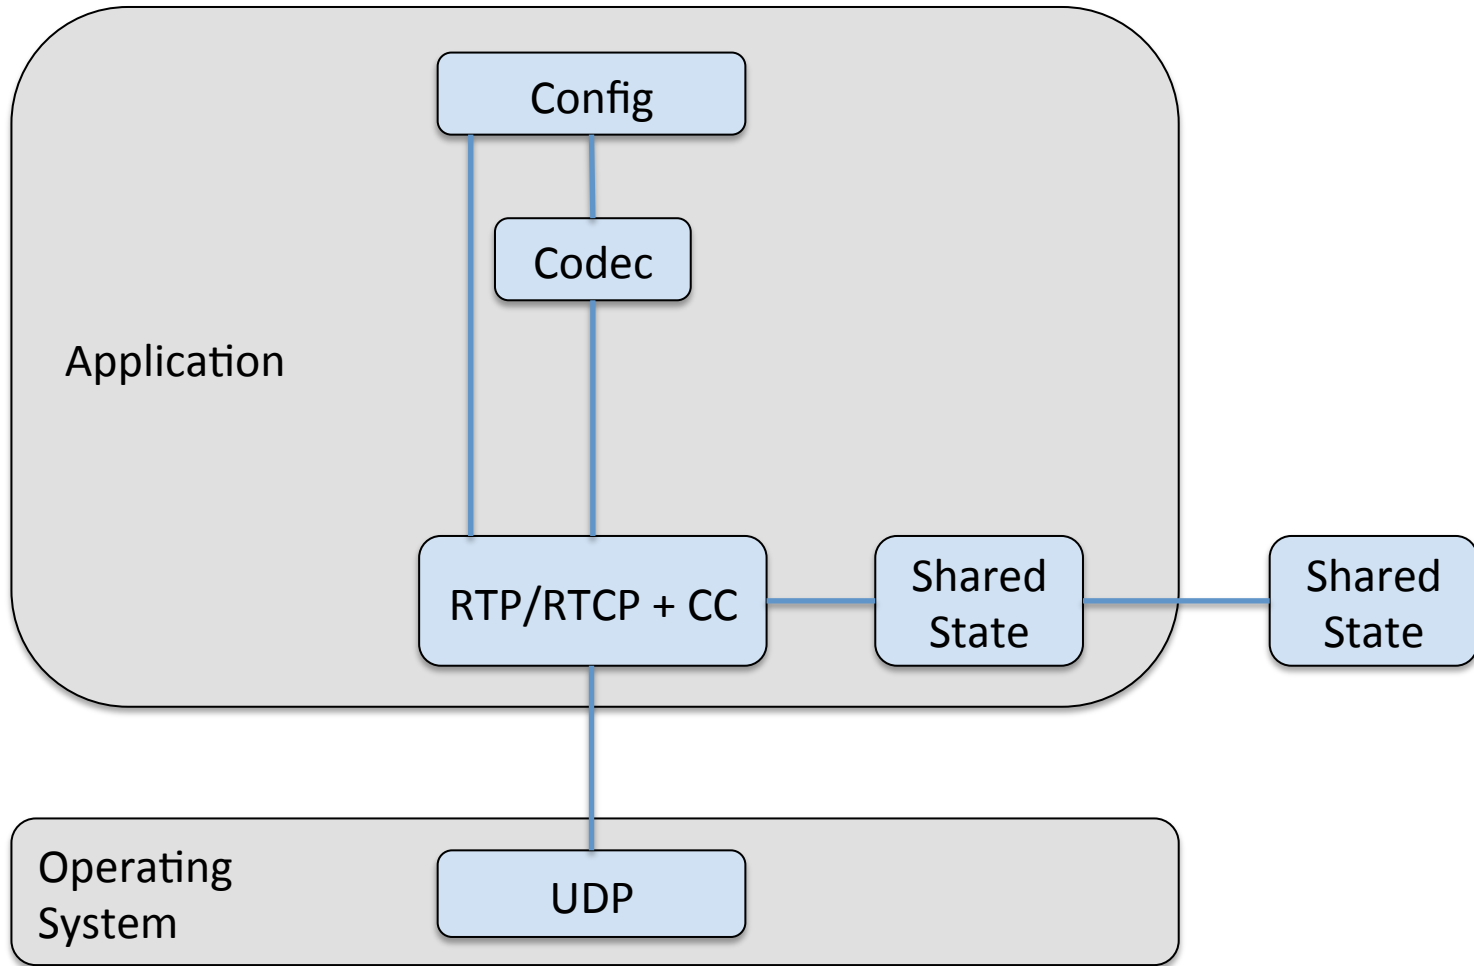 Config
Codec
Application
RTP/RTCP + CC
Shared
State
Shared
State
Operating
System
UDP